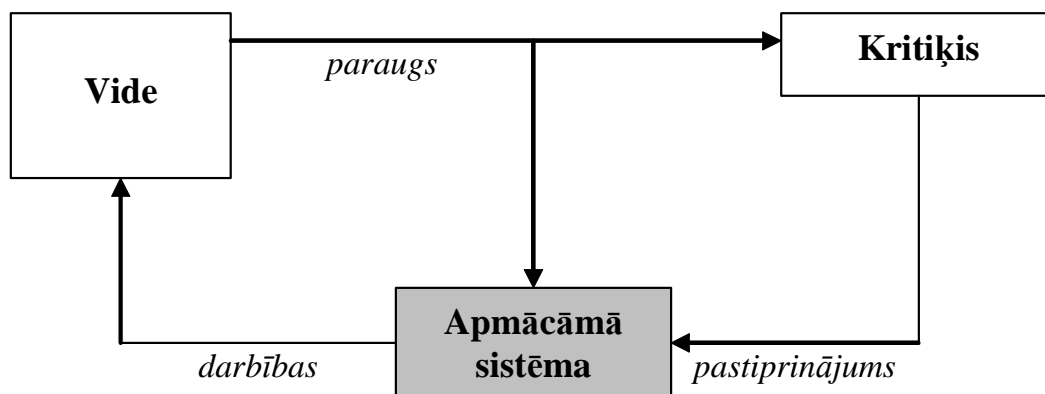 Vide
paraugs
Kritiķis
Apmācāmā
sistēma
darbības
pastiprinājums